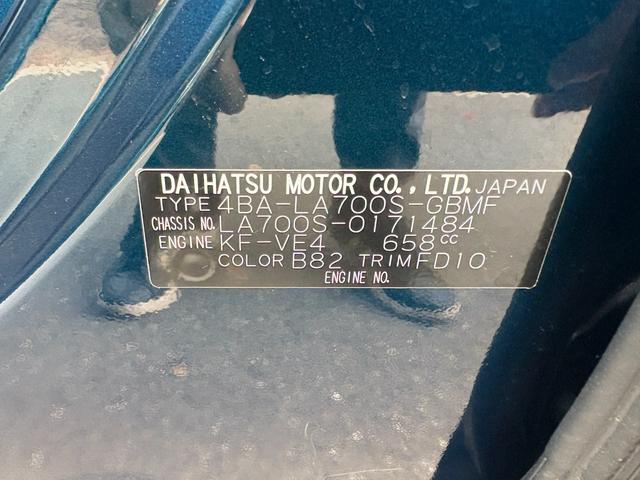 DAIHATSU MOTOR CO., LTD. JAPAN
TYPE 4BA-LA700S-GBMF
CHASSIS NO. LA700S-0171484
ENGINE KF-VE4 658cc
COLOR B82 TRIM FD10
ENGINE NO.